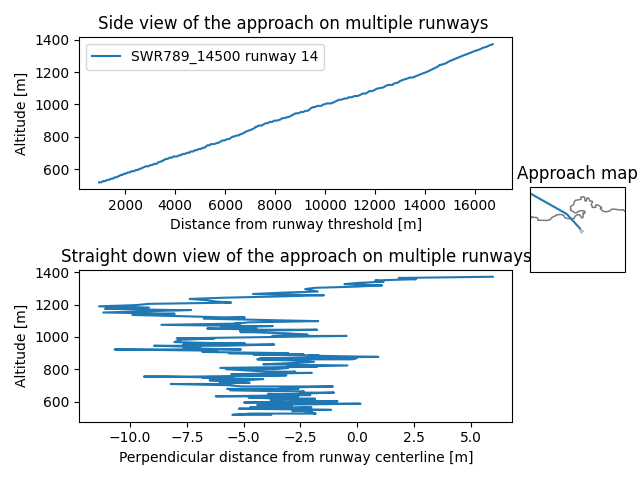 Side view of the approach on multiple runways
1400
1200
1000
800
600
Altitude [m]
SWR789_14500 runway 14
2000 4000 6000 8000 10000 12000 14000 16000
Distance from runway threshold [m]
Approach map
Straight down view of the approach on multiple runways
1400
1200
1000
800
600
Altitude [m]
−10.0 −7.5 −5.0 −2.5 0.0 2.5 5.0
Perpendicular distance from runway centerline [m]